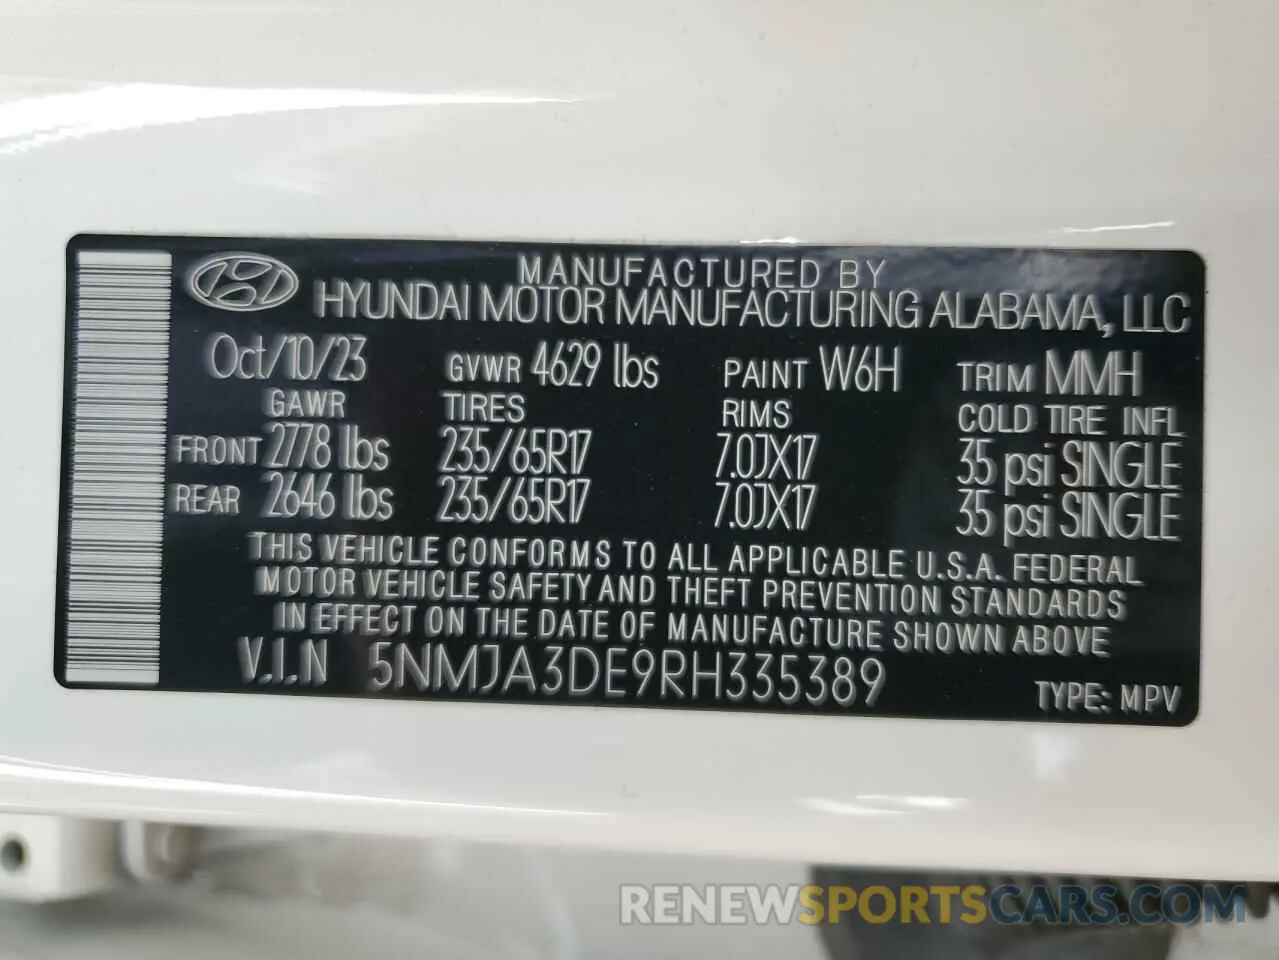 MANUFACTURED BY
HYUNDAI MOTOR MANUFACTURING ALABAMA, LLC
Oct/10/23 GVWR 4629 lbs PAINT W6H TRIM MMH
GAWR TIRES RIMS COLD TIRE INFL
FRONT 2778 lbs 235/65R17 7.0JX17 35 psi SINGLE
REAR 2646 lbs 235/65R17 7.0JX17 35 psi SINGLE
THIS VEHICLE CONFORMS TO ALL APPLICABLE U.S.A. FEDERAL
MOTOR VEHICLE SAFETY AND THEFT PREVENTION STANDARDS
IN EFFECT ON THE DATE OF MANUFACTURE SHOWN ABOVE
V.I.N 5NMJA3DE9RH335389 TYPE: MPV
RENEWSPORTSCARS.COM